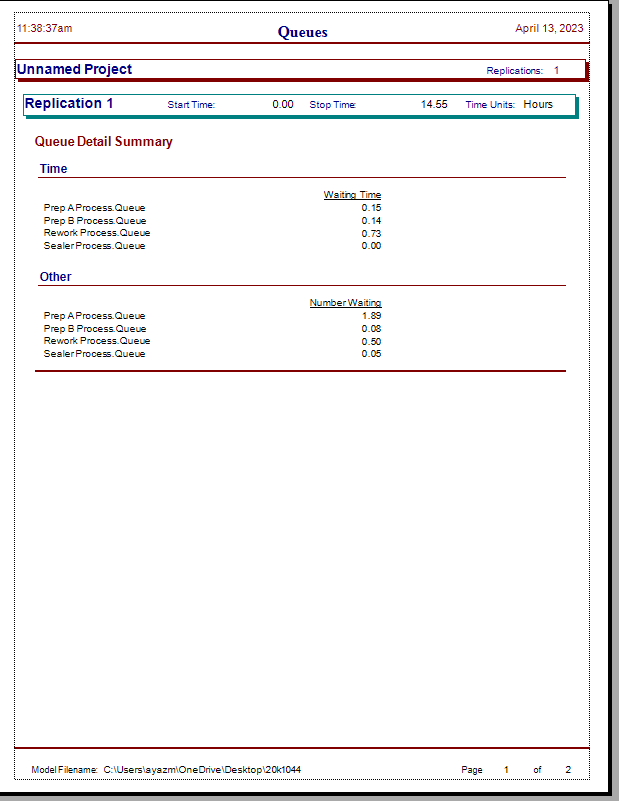 11:38:37am Queues April 13, 2023
Unnamed Project Replications: 1
Replication 1 Start Time: 0.00 Stop Time: 14.55 Time Units: Hours
Queue Detail Summary
Time
Waiting Time
Prep A Process.Queue 0.15
Prep B Process.Queue 0.14
Rework Process.Queue 0.73
Sealer Process.Queue 0.00
Other
Number Waiting
Prep A Process.Queue 1.89
Prep B Process.Queue 0.08
Rework Process.Queue 0.50
Sealer Process.Queue 0.05
Model Filename: C:\Users\ayazm\OneDrive\Desktop\20k1044 Page 1 of 2